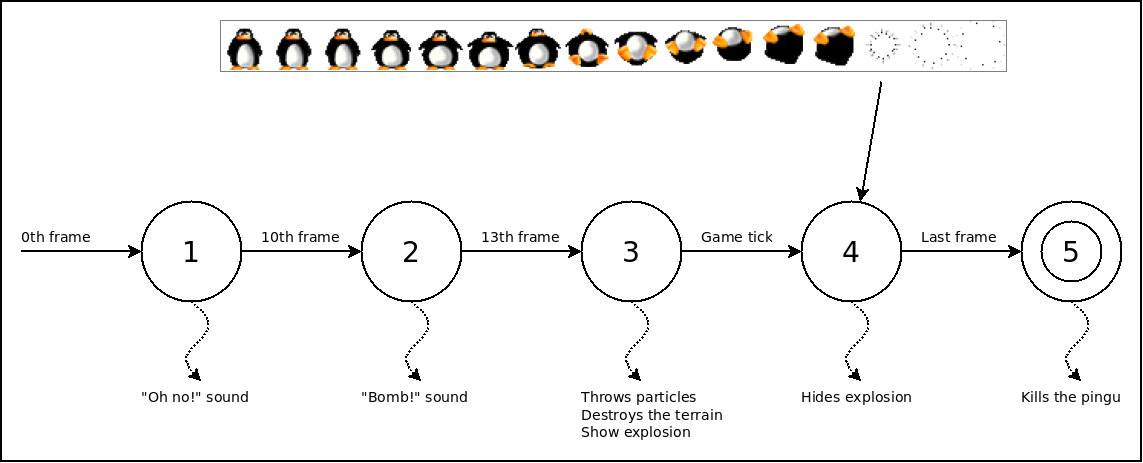 0th frame
1
10th frame
2
13th frame
3
Game tick
4
Last frame
5
"Oh no!" sound
"Bomb!" sound
Throws particles
Destroys the terrain
Show explosion
Hides explosion
Kills the pingu